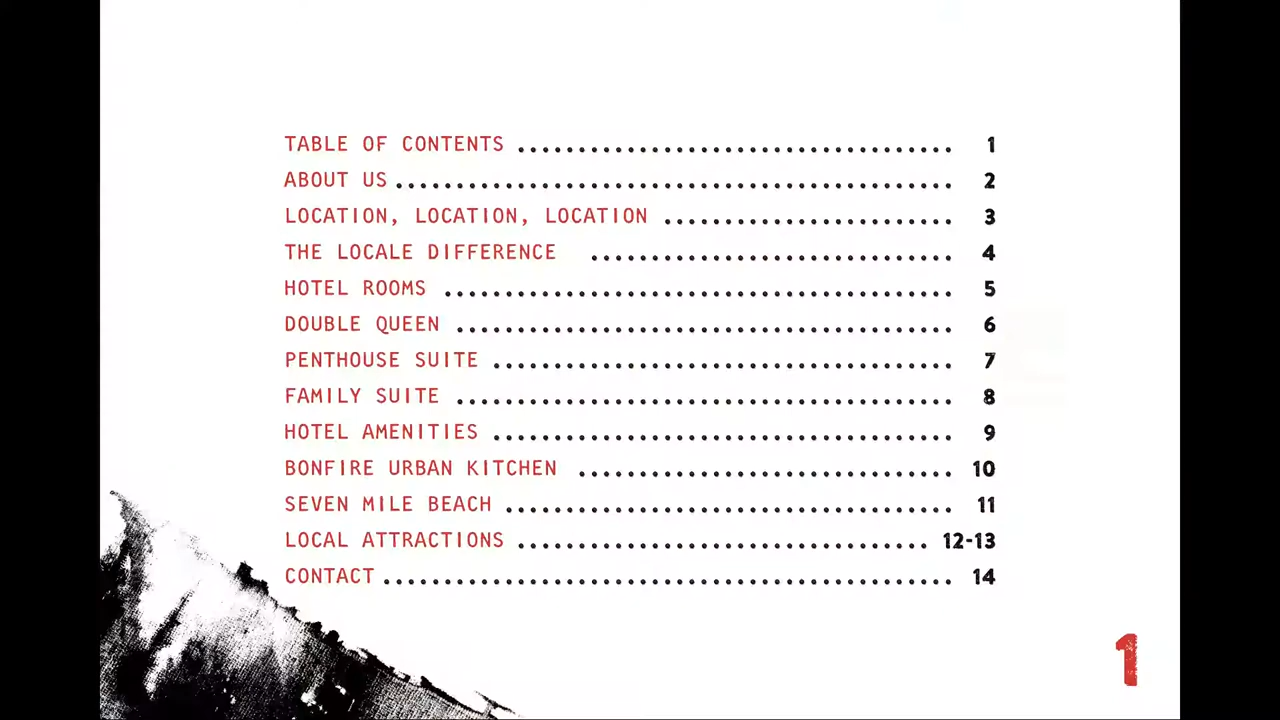 TABLE OF CONTENTS .................................... 1
ABOUT US .............................................. 2
LOCATION, LOCATION, LOCATION ........................ 3
THE LOCALE DIFFERENCE .............................. 4
HOTEL ROOMS .......................................... 5
DOUBLE QUEEN ......................................... 6
PENTHOUSE SUITE ...................................... 7
FAMILY SUITE ......................................... 8
HOTEL AMENITIES ...................................... 9
BONFIRE URBAN KITCHEN ............................... 10
SEVEN MILE BEACH ..................................... 11
LOCAL ATTRACTIONS .................................. 12-13
CONTACT ............................................... 14
1